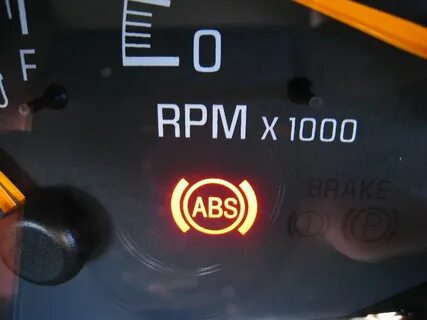 0
F
RPM x 1000
BRAKE
ABS
(!) (P)